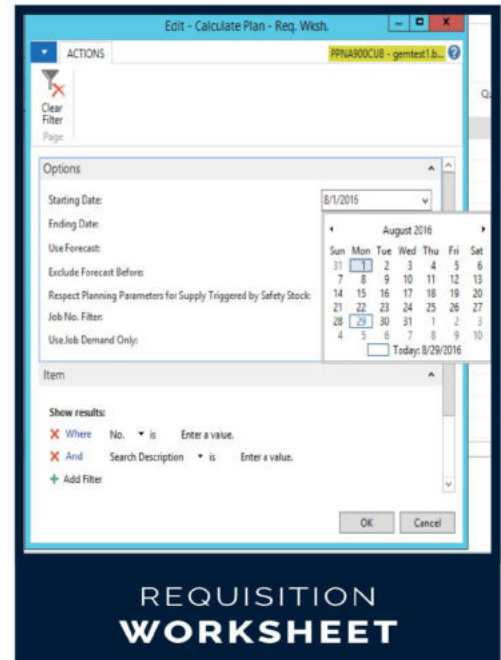 Edit - Calculate Plan - Req. Wksh.
ACTIONS
PPNA900CU8 - gemtest1.b...
Clear
Filter
Page
Options
Starting Date:
8/1/2016
Ending Date:
Use Forecast:
Exclude Forecast Before:
Respect Planning Parameters for Supply Triggered by Safety Stock:
Job No. Filter:
Use Job Demand Only:
August 2016
Sun Mon Tue Wed Thu Fri Sat
31 1 2 3 4 5 6
7 8 9 10 11 12 13
14 15 16 17 18 19 20
21 22 23 24 25 26 27
28 29 30 31 1 2 3
4 5 6 7 8 9 10
Today: 8/29/2016
Item
Show results:
Where No. is Enter a value.
And Search Description is Enter a value.
Add Filter
OK Cancel
REQUISITION
WORKSHEET